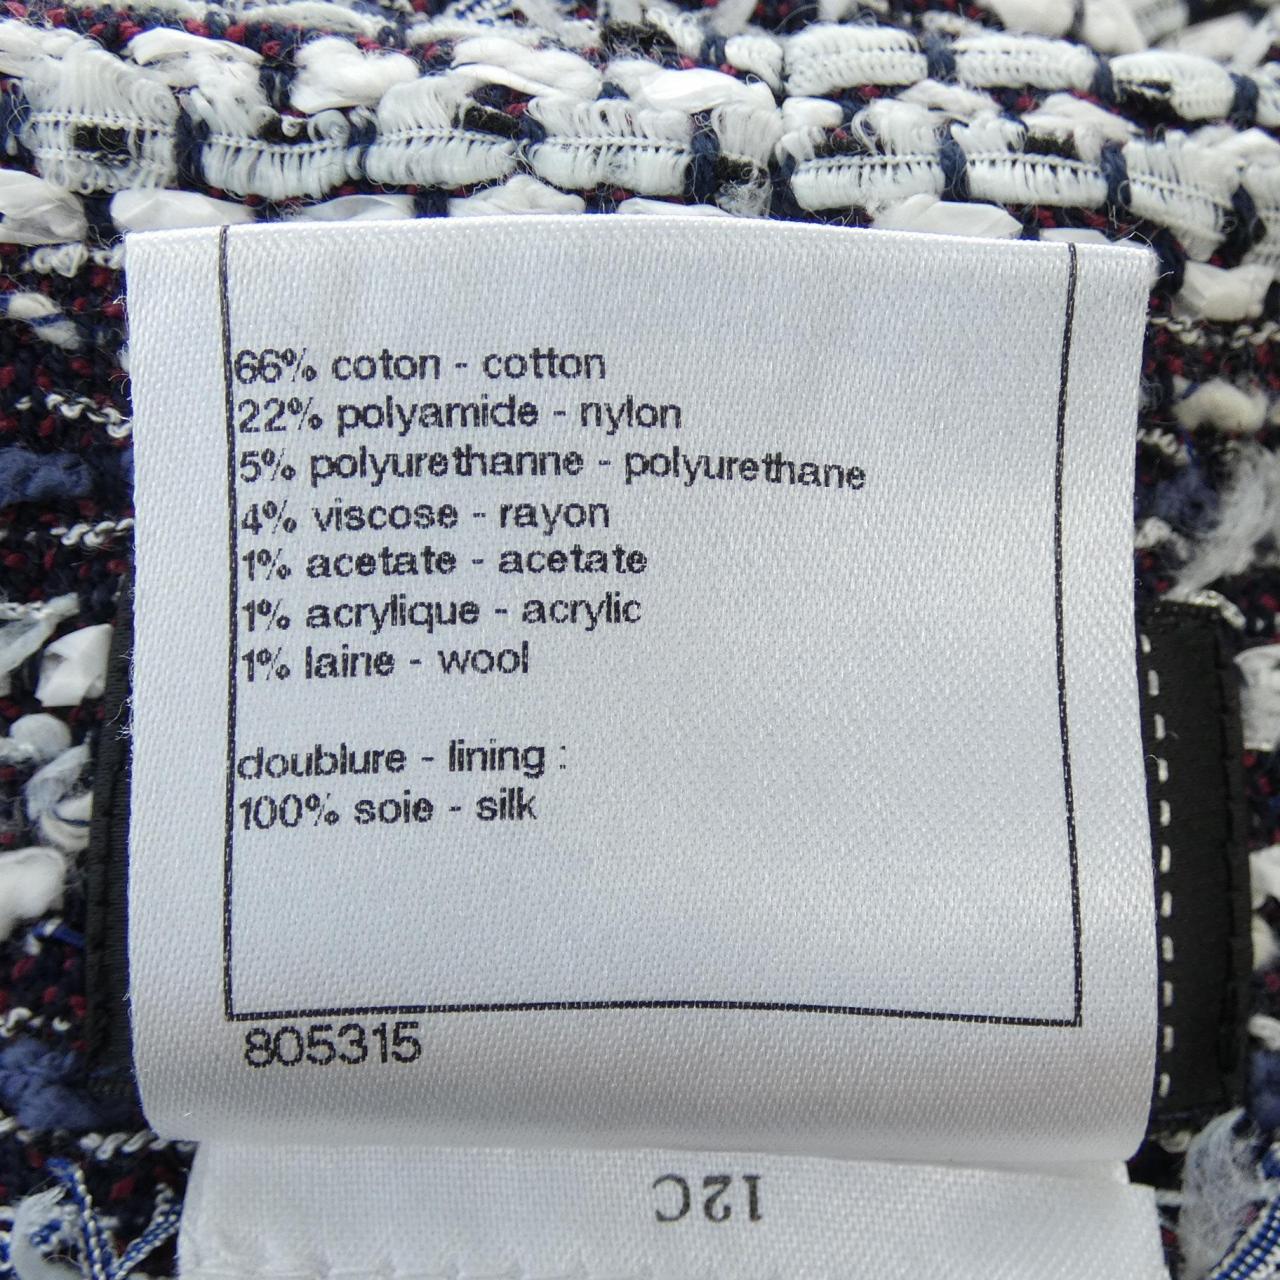 66% coton - cotton
22% polyamide - nylon
5% polyurethanne - polyurethane
4% viscose - rayon
1% acetate - acetate
1% acrylique - acrylic
1% laine - wool
doublure - lining :
100% soie - silk
805315
12C